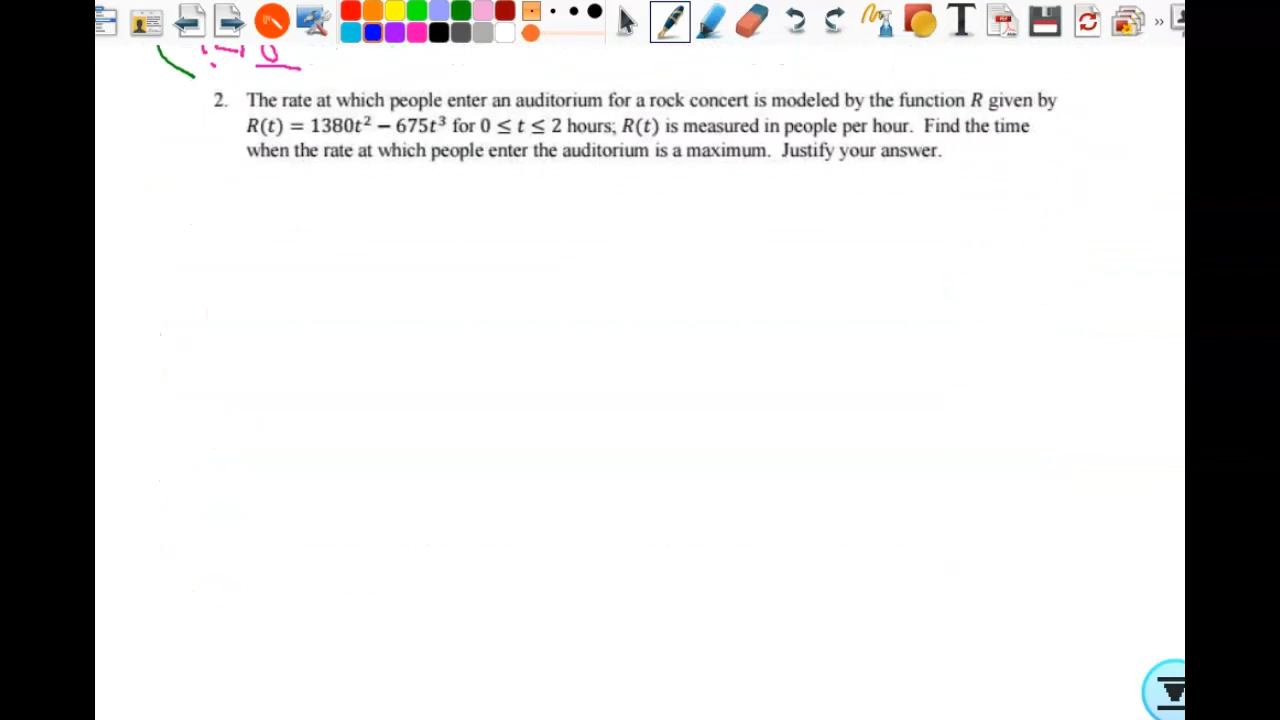 2. The rate at which people enter an auditorium for a rock concert is modeled by the function R given by
R(t) = 1380t² − 675t³ for 0 ≤ t ≤ 2 hours; R(t) is measured in people per hour. Find the time
when the rate at which people enter the auditorium is a maximum. Justify your answer.